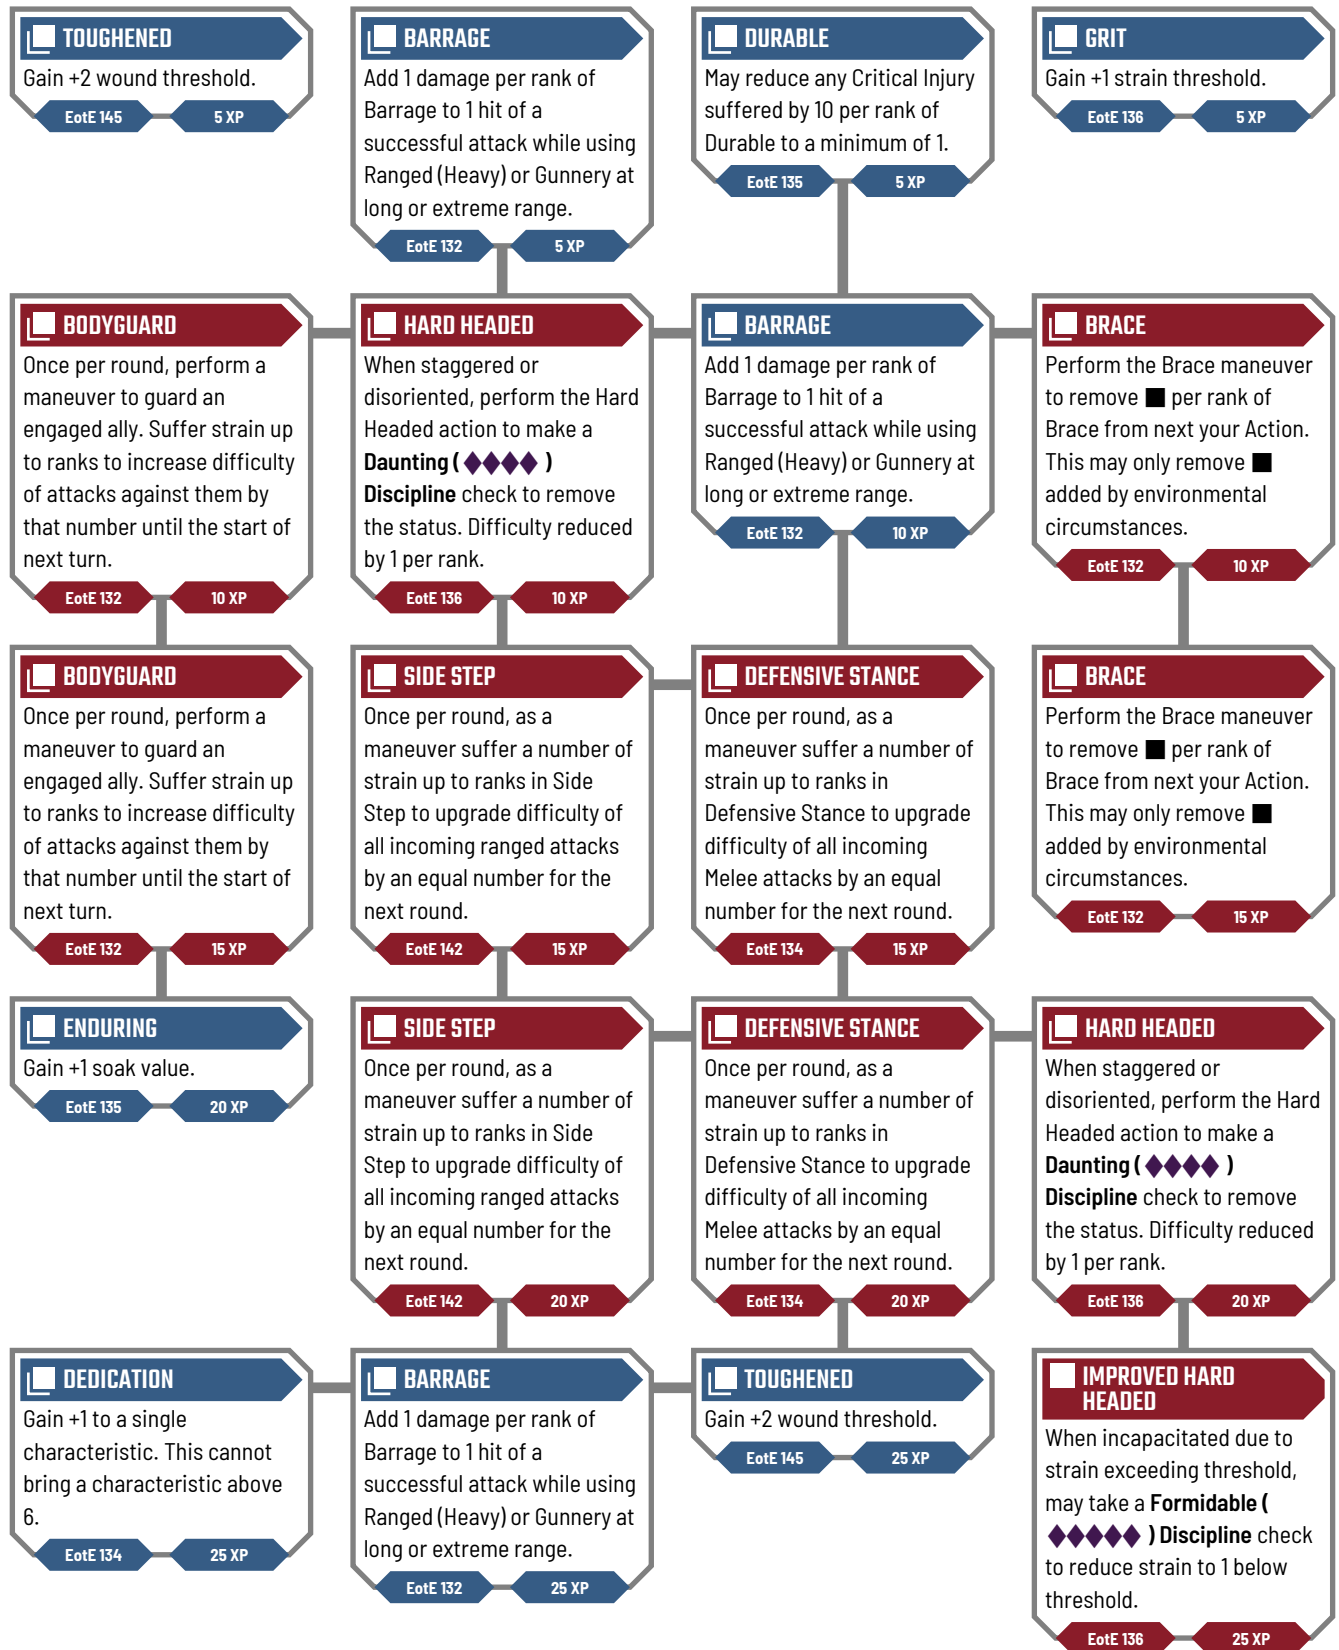 TOUGHENED
Gain +2 wound threshold.
EotE 145 5 XP
BARRAGE
Add 1 damage per rank of
Barrage to 1 hit of a
successful attack while using
Ranged (Heavy) or Gunnery at
long or extreme range.
EotE 132 5 XP
DURABLE
May reduce any Critical Injury
suffered by 10 per rank of
Durable to a minimum of 1.
EotE 135 5 XP
GRIT
Gain +1 strain threshold.
EotE 136 5 XP
BODYGUARD
Once per round, perform a
maneuver to guard an
engaged ally. Suffer strain up
to ranks to increase difficulty
of attacks against them by
that number until the start of
next turn.
EotE 132 10 XP
HARD HEADED
When staggered or
disoriented, perform the Hard
Headed action to make a
Daunting ( ◆◆◆◆ )
Discipline check to remove
the status. Difficulty reduced
by 1 per rank.
EotE 136 10 XP
BARRAGE
Add 1 damage per rank of
Barrage to 1 hit of a
successful attack while using
Ranged (Heavy) or Gunnery at
long or extreme range.
EotE 132 10 XP
BRACE
Perform the Brace maneuver
to remove ■ per rank of
Brace from next your Action.
This may only remove ■
added by environmental
circumstances.
EotE 132 10 XP
BODYGUARD
Once per round, perform a
maneuver to guard an
engaged ally. Suffer strain up
to ranks to increase difficulty
of attacks against them by
that number until the start of
next turn.
EotE 132 15 XP
SIDE STEP
Once per round, as a
maneuver suffer a number of
strain up to ranks in Side
Step to upgrade difficulty of
all incoming ranged attacks
by an equal number for the
next round.
EotE 142 15 XP
DEFENSIVE STANCE
Once per round, as a
maneuver suffer a number of
strain up to ranks in
Defensive Stance to upgrade
difficulty of all incoming
Melee attacks by an equal
number for the next round.
EotE 134 15 XP
BRACE
Perform the Brace maneuver
to remove ■ per rank of
Brace from next your Action.
This may only remove ■
added by environmental
circumstances.
EotE 132 15 XP
ENDURING
Gain +1 soak value.
EotE 135 20 XP
SIDE STEP
Once per round, as a
maneuver suffer a number of
strain up to ranks in Side
Step to upgrade difficulty of
all incoming ranged attacks
by an equal number for the
next round.
EotE 142 20 XP
DEFENSIVE STANCE
Once per round, as a
maneuver suffer a number of
strain up to ranks in
Defensive Stance to upgrade
difficulty of all incoming
Melee attacks by an equal
number for the next round.
EotE 134 20 XP
HARD HEADED
When staggered or
disoriented, perform the Hard
Headed action to make a
Daunting ( ◆◆◆◆ )
Discipline check to remove
the status. Difficulty reduced
by 1 per rank.
EotE 136 20 XP
DEDICATION
Gain +1 to a single
characteristic. This cannot
bring a characteristic above
6.
EotE 134 25 XP
BARRAGE
Add 1 damage per rank of
Barrage to 1 hit of a
successful attack while using
Ranged (Heavy) or Gunnery at
long or extreme range.
EotE 132 25 XP
TOUGHENED
Gain +2 wound threshold.
EotE 145 25 XP
IMPROVED HARD
HEADED
When incapacitated due to
strain exceeding threshold,
may take a Formidable (
◆◆◆◆◆ ) Discipline check
to reduce strain to 1 below
threshold.
EotE 136 25 XP